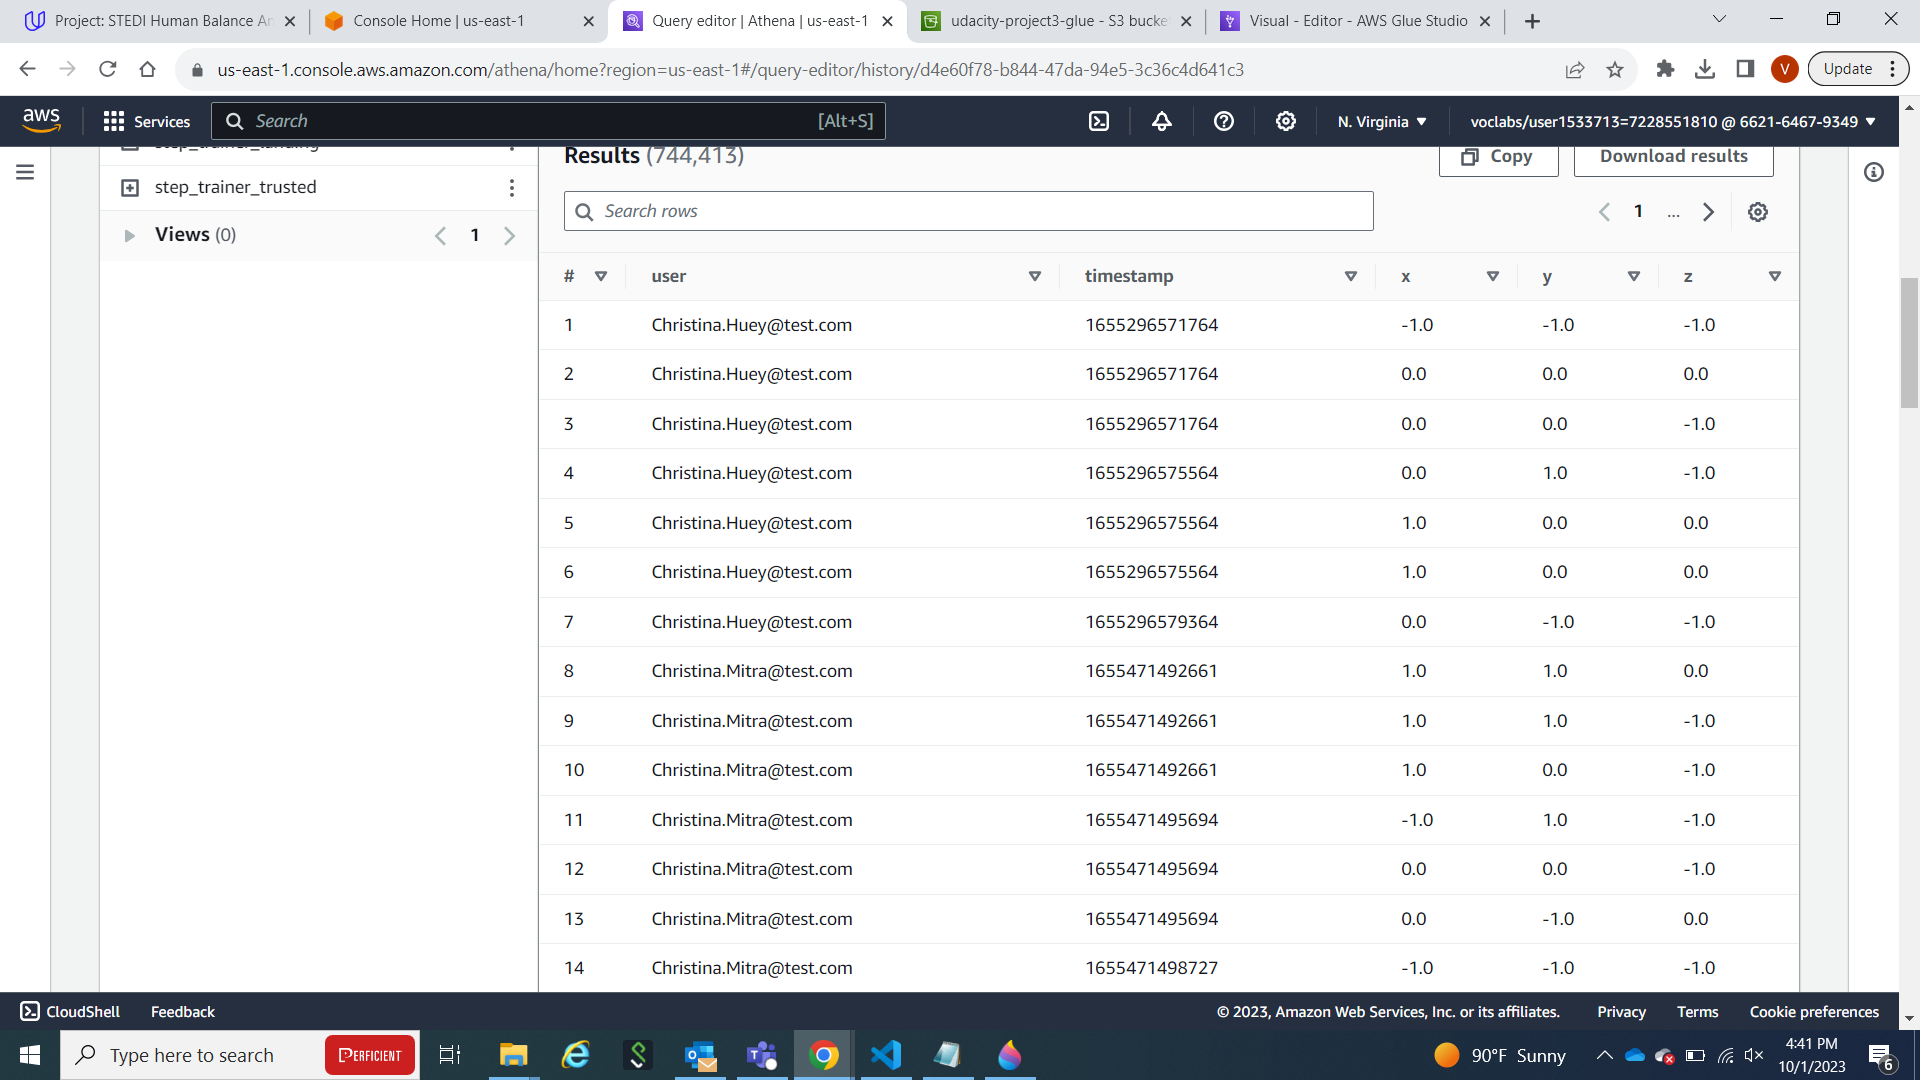 Project: STEDI Human Balance An
Console Home | us-east-1
Query editor | Athena | us-east-1
udacity-project3-glue - S3 bucke
Visual - Editor - AWS Glue Studio
us-east-1.console.aws.amazon.com/athena/home?region=us-east-1#/query-editor/history/d4e60f78-b844-47da-94e5-3c36c4d641c3
V
Update
aws
Services
Search
[Alt+S]
N. Virginia
voclabs/user1533713=7228551810 @ 6621-6467-9349
step_trainer_landing
step_trainer_trusted
Views (0)
1
Results (744,413)
Copy
Download results
Search rows
1 ...
# user timestamp x y z
1 Christina.Huey@test.com 1655296571764 -1.0 -1.0 -1.0
2 Christina.Huey@test.com 1655296571764 0.0 0.0 0.0
3 Christina.Huey@test.com 1655296571764 0.0 0.0 -1.0
4 Christina.Huey@test.com 1655296575564 0.0 1.0 -1.0
5 Christina.Huey@test.com 1655296575564 1.0 0.0 0.0
6 Christina.Huey@test.com 1655296575564 1.0 0.0 0.0
7 Christina.Huey@test.com 1655296579364 0.0 -1.0 -1.0
8 Christina.Mitra@test.com 1655471492661 1.0 1.0 0.0
9 Christina.Mitra@test.com 1655471492661 1.0 1.0 -1.0
10 Christina.Mitra@test.com 1655471492661 1.0 0.0 -1.0
11 Christina.Mitra@test.com 1655471495694 -1.0 1.0 -1.0
12 Christina.Mitra@test.com 1655471495694 0.0 0.0 -1.0
13 Christina.Mitra@test.com 1655471495694 0.0 -1.0 0.0
14 Christina.Mitra@test.com 1655471498727 -1.0 -1.0 -1.0
CloudShell
Feedback
© 2023, Amazon Web Services, Inc. or its affiliates.
Privacy
Terms
Cookie preferences
Type here to search
PERFICIENT
90°F Sunny
4:41 PM
10/1/2023
6